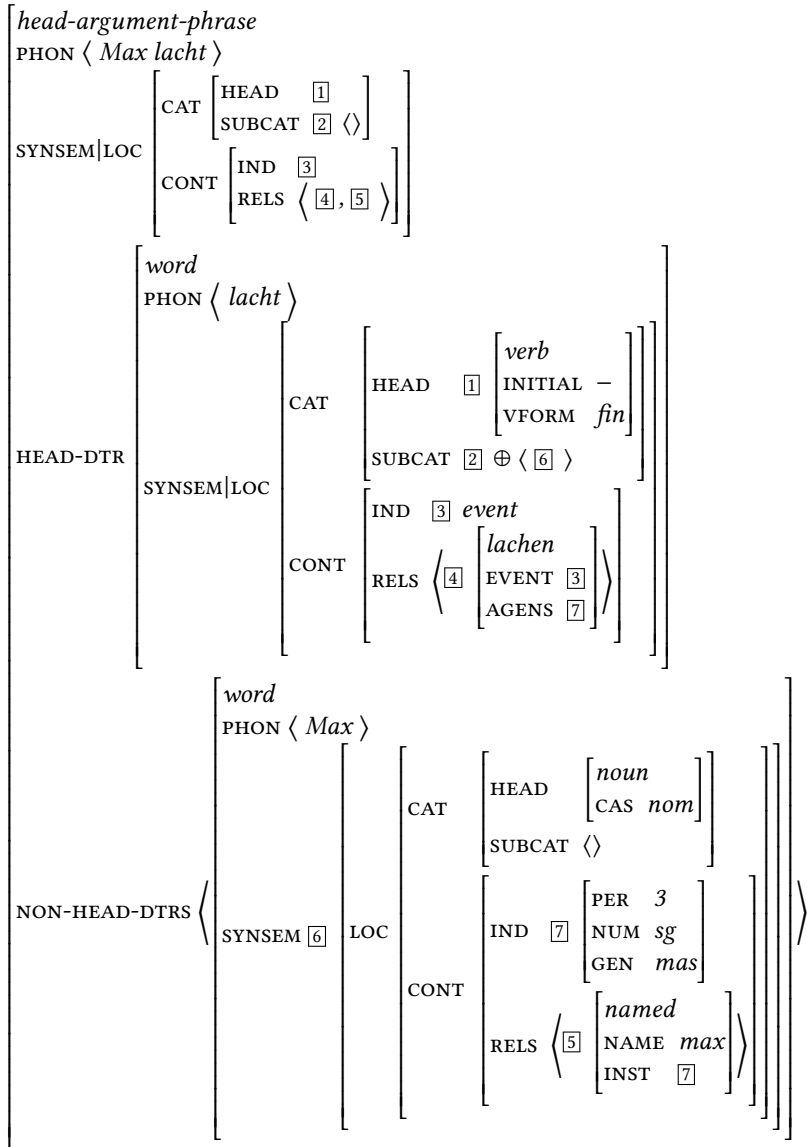 head-argument-phrase
PHON ⟨ Max lacht ⟩
SYNSEM|LOC
CAT
HEAD 1
SUBCAT 2 ⟨⟩
CONT
IND 3
RELS ⟨ 4 , 5 ⟩
HEAD-DTR
word
PHON ⟨ lacht ⟩
SYNSEM|LOC
CAT
HEAD 1
verb
INITIAL –
VFORM fin
SUBCAT 2 ⊕ ⟨ 6 ⟩
CONT
IND 3 event
RELS ⟨ 4
lachen
EVENT 3
AGENS 7
⟩
NON-HEAD-DTRS ⟨
word
PHON ⟨ Max ⟩
SYNSEM 6
LOC
CAT
HEAD
noun
CAS nom
SUBCAT ⟨⟩
CONT
IND 7
PER 3
NUM sg
GEN mas
RELS ⟨ 5
named
NAME max
INST 7
⟩
⟩